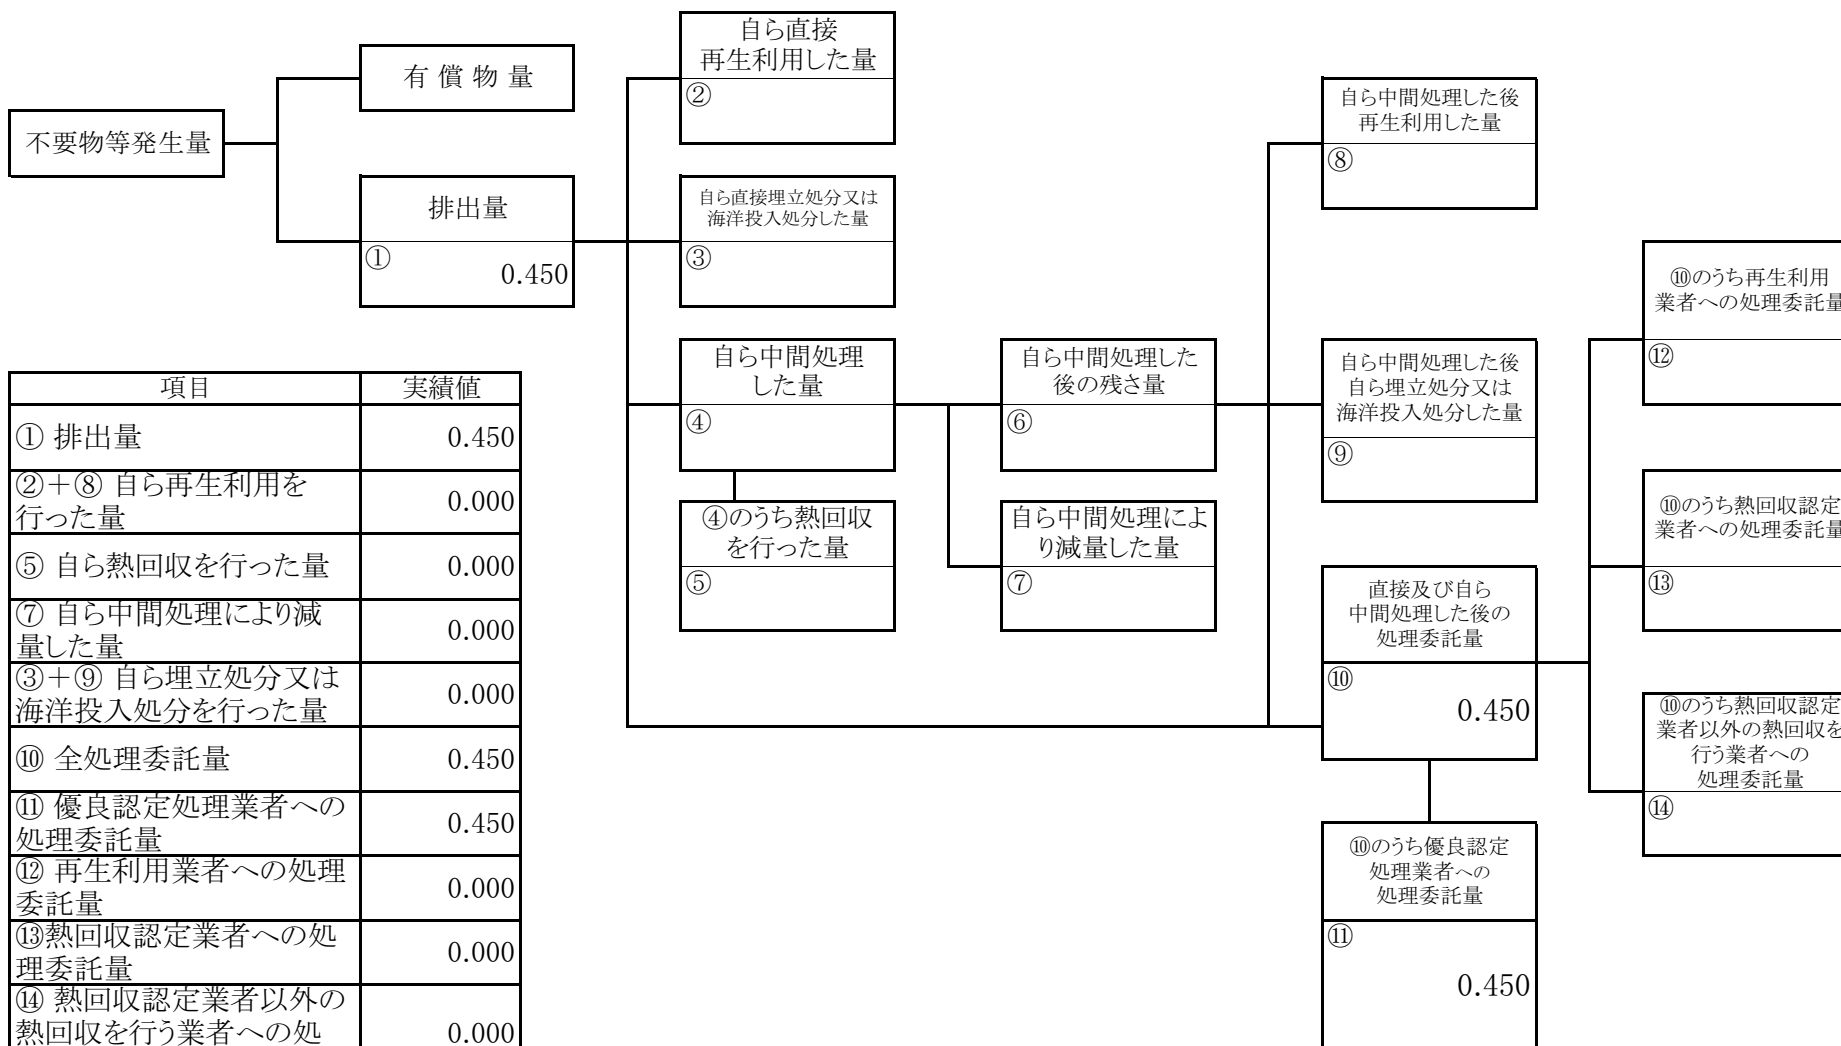 自ら直接
再生利用した量
②
有 償 物 量
不要物等発生量
自ら中間処理した後
再生利用した量
⑧
排出量
①
0.450
自ら直接埋立処分又は
海洋投入処分した量
③
⑩のうち再生利用
業者への処理委託量
⑫
自ら中間処理
した量
④
自ら中間処理した
後の残さ量
⑥
自ら中間処理した後
自ら埋立処分又は
海洋投入処分した量
⑨
④のうち熱回収
を行った量
⑤
自ら中間処理によ
り減量した量
⑦
⑩のうち熱回収認定
業者への処理委託量
⑬
直接及び自ら
中間処理した後の
処理委託量
⑩
0.450
⑩のうち熱回収認定
業者以外の熱回収を
行う業者への
処理委託量
⑭
⑩のうち優良認定
処理業者への
処理委託量
⑪
0.450
項目 実績値
① 排出量 0.450
②＋⑧ 自ら再生利用を
行った量 0.000
⑤ 自ら熱回収を行った量 0.000
⑦ 自ら中間処理により減
量した量 0.000
③＋⑨ 自ら埋立処分又は
海洋投入処分を行った量 0.000
⑩ 全処理委託量 0.450
⑪ 優良認定処理業者への
処理委託量 0.450
⑫ 再生利用業者への処理
委託量 0.000
⑬熱回収認定業者への処
理委託量 0.000
⑭ 熱回収認定業者以外の
熱回収を行う業者への処 0.000